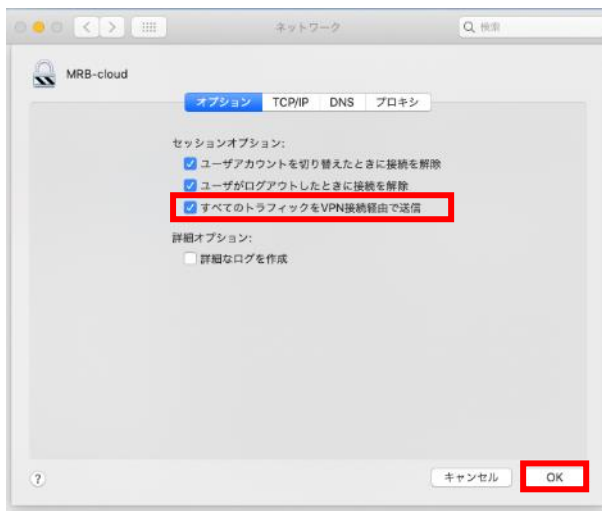 ネットワーク
検索
MRB-cloud
オプション TCP/IP DNS プロキシ
セッションオプション:
ユーザアカウントを切り替えたときに接続を解除
ユーザがログアウトしたときに接続を解除
すべてのトラフィックをVPN接続経由で送信
詳細オプション:
詳細なログを作成
? キャンセル OK